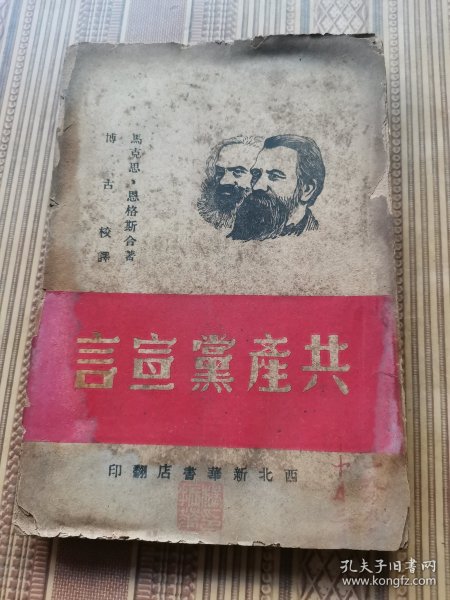 馬克思、恩格斯合著
博古校譯
共產黨宣言
西北新華書店翻印
孔夫子旧书网
www.kongfz.com